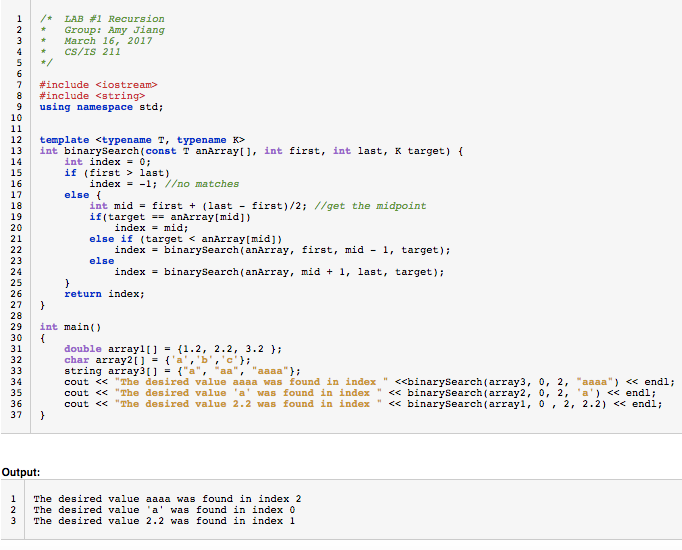 1 /* LAB #1 Recursion
2 * Group: Amy Jiang
3 * March 16, 2017
4 * CS/IS 211
5 */
6
7 #include <iostream>
8 #include <string>
9 using namespace std;
10
11
12 template <typename T, typename K>
13 int binarySearch(const T anArray[], int first, int last, K target) {
14     int index = 0;
15     if (first > last)
16         index = -1; //no matches
17     else {
18         int mid = first + (last - first)/2; //get the midpoint
19         if(target == anArray[mid])
20             index = mid;
21         else if (target < anArray[mid])
22             index = binarySearch(anArray, first, mid - 1, target);
23         else
24             index = binarySearch(anArray, mid + 1, last, target);
25     }
26     return index;
27 }
28
29 int main()
30 {
31     double array1[] = {1.2, 2.2, 3.2 };
32     char array2[] = {'a','b','c'};
33     string array3[] = {"a", "aa", "aaaa"};
34     cout << "The desired value aaaa was found in index " <<binarySearch(array3, 0, 2, "aaaa") << endl;
35     cout << "The desired value 'a' was found in index " << binarySearch(array2, 0, 2, 'a') << endl;
36     cout << "The desired value 2.2 was found in index " << binarySearch(array1, 0 , 2, 2.2) << endl;
37 }
Output:
1 The desired value aaaa was found in index 2
2 The desired value 'a' was found in index 0
3 The desired value 2.2 was found in index 1